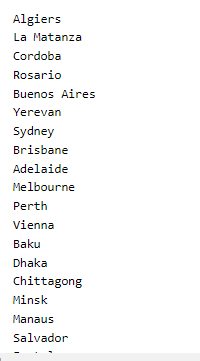 Algiers
La Matanza
Cordoba
Rosario
Buenos Aires
Yerevan
Sydney
Brisbane
Adelaide
Melbourne
Perth
Vienna
Baku
Dhaka
Chittagong
Minsk
Manaus
Salvador